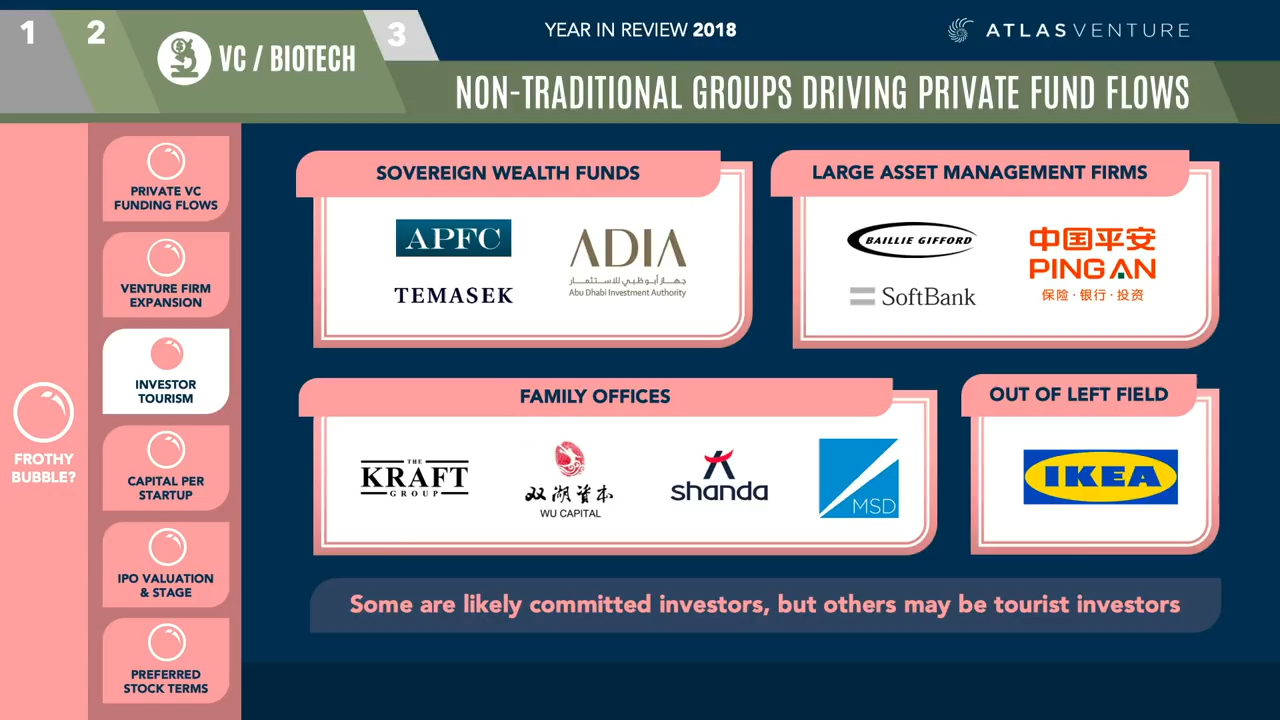 1
2
VC / BIOTECH
3
YEAR IN REVIEW 2018
ATLAS VENTURE
NON-TRADITIONAL GROUPS DRIVING PRIVATE FUND FLOWS
FROTHY
BUBBLE?
PRIVATE VC
FUNDING FLOWS
VENTURE FIRM
EXPANSION
INVESTOR
TOURISM
CAPITAL PER
STARTUP
IPO VALUATION
& STAGE
PREFERRED
STOCK TERMS
SOVEREIGN WEALTH FUNDS
APFC
TEMASEK
ADIA
جهاز أبوظبي للاستثمار
Abu Dhabi Investment Authority
LARGE ASSET MANAGEMENT FIRMS
BAILLIE GIFFORD
SoftBank
中国平安
PING AN
保险·银行·投资
FAMILY OFFICES
THE
KRAFT
GROUP
双湖资本
WU CAPITAL
shanda
MSD
OUT OF LEFT FIELD
IKEA
Some are likely committed investors, but others may be tourist investors